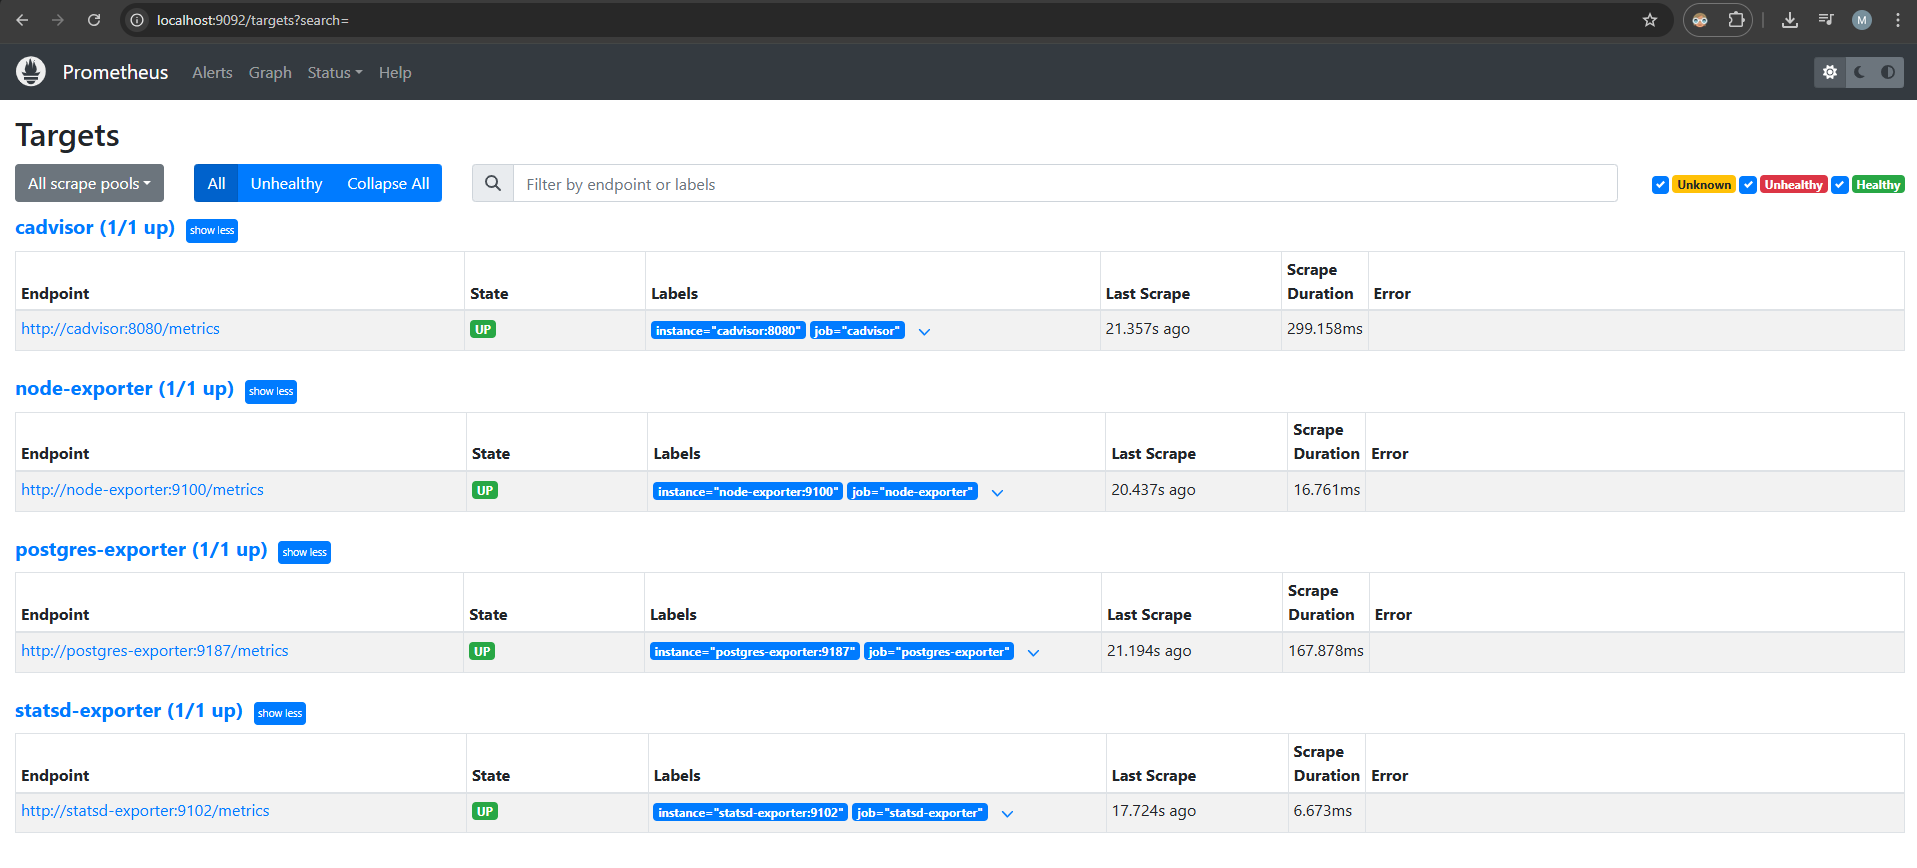 localhost:9092/targets?search=
M
Prometheus Alerts Graph Status Help
Targets
All scrape pools All Unhealthy Collapse All Filter by endpoint or labels Unknown Unhealthy Healthy
cadvisor (1/1 up) show less
Endpoint State Labels Last Scrape Scrape Duration Error
http://cadvisor:8080/metrics UP instance="cadvisor:8080" job="cadvisor" 21.357s ago 299.158ms
node-exporter (1/1 up) show less
Endpoint State Labels Last Scrape Scrape Duration Error
http://node-exporter:9100/metrics UP instance="node-exporter:9100" job="node-exporter" 20.437s ago 16.761ms
postgres-exporter (1/1 up) show less
Endpoint State Labels Last Scrape Scrape Duration Error
http://postgres-exporter:9187/metrics UP instance="postgres-exporter:9187" job="postgres-exporter" 21.194s ago 167.878ms
statsd-exporter (1/1 up) show less
Endpoint State Labels Last Scrape Scrape Duration Error
http://statsd-exporter:9102/metrics UP instance="statsd-exporter:9102" job="statsd-exporter" 17.724s ago 6.673ms